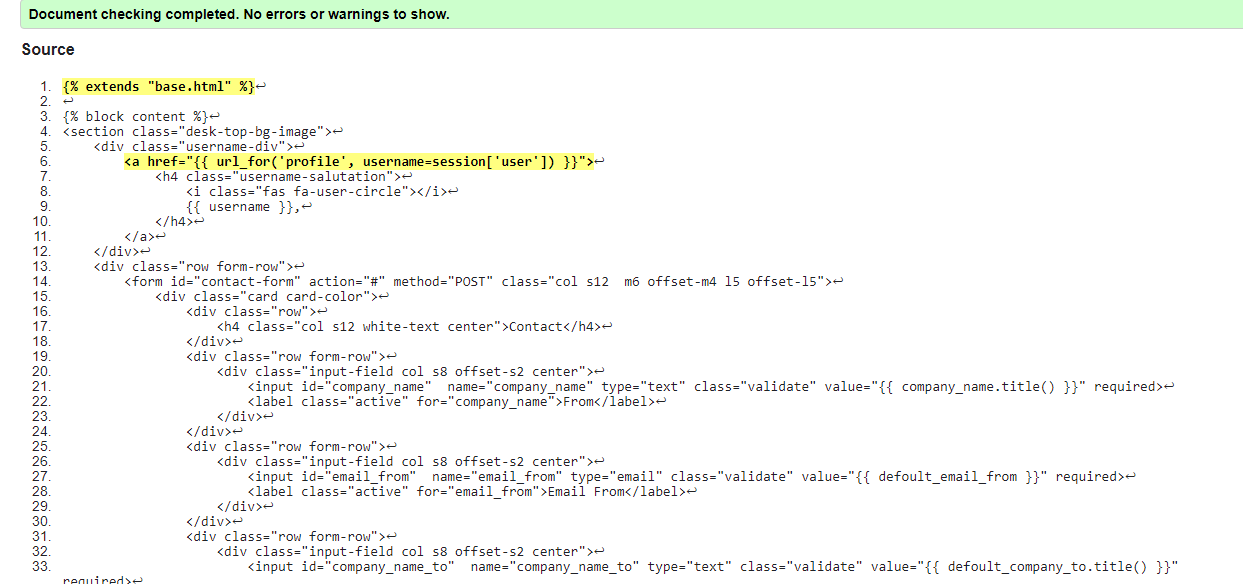 Document checking completed. No errors or warnings to show.
Source
1. {% extends "base.html" %}↩
2. ↩
3. {% block content %}↩
4. <section class="desk-top-bg-image">↩
5. <div class="username-div">↩
6. <a href="{{ url_for('profile', username=session['user']) }}">↩
7. <h4 class="username-salutation">↩
8. <i class="fas fa-user-circle"></i>↩
9. {{ username }},↩
10. </h4>↩
11. </a>↩
12. </div>↩
13. <div class="row form-row">↩
14. <form id="contact-form" action="#" method="POST" class="col s12  m6 offset-m4 l5 offset-l5">↩
15. <div class="card card-color">↩
16. <div class="row">↩
17. <h4 class="col s12 white-text center">Contact</h4>↩
18. </div>↩
19. <div class="row form-row">↩
20. <div class="input-field col s8 offset-s2 center">↩
21. <input id="company_name"  name="company_name" type="text" class="validate" value="{{ company_name.title() }}" required>↩
22. <label class="active" for="company_name">From</label>↩
23. </div>↩
24. </div>↩
25. <div class="row form-row">↩
26. <div class="input-field col s8 offset-s2 center">↩
27. <input id="email_from"  name="email_from" type="email" class="validate" value="{{ defoult_email_from }}" required>↩
28. <label class="active" for="email_from">Email From</label>↩
29. </div>↩
30. </div>↩
31. <div class="row form-row">↩
32. <div class="input-field col s8 offset-s2 center">↩
33. <input id="company_name_to"  name="company_name_to" type="text" class="validate" value="{{ defoult_company_to.title() }}"
required>↩